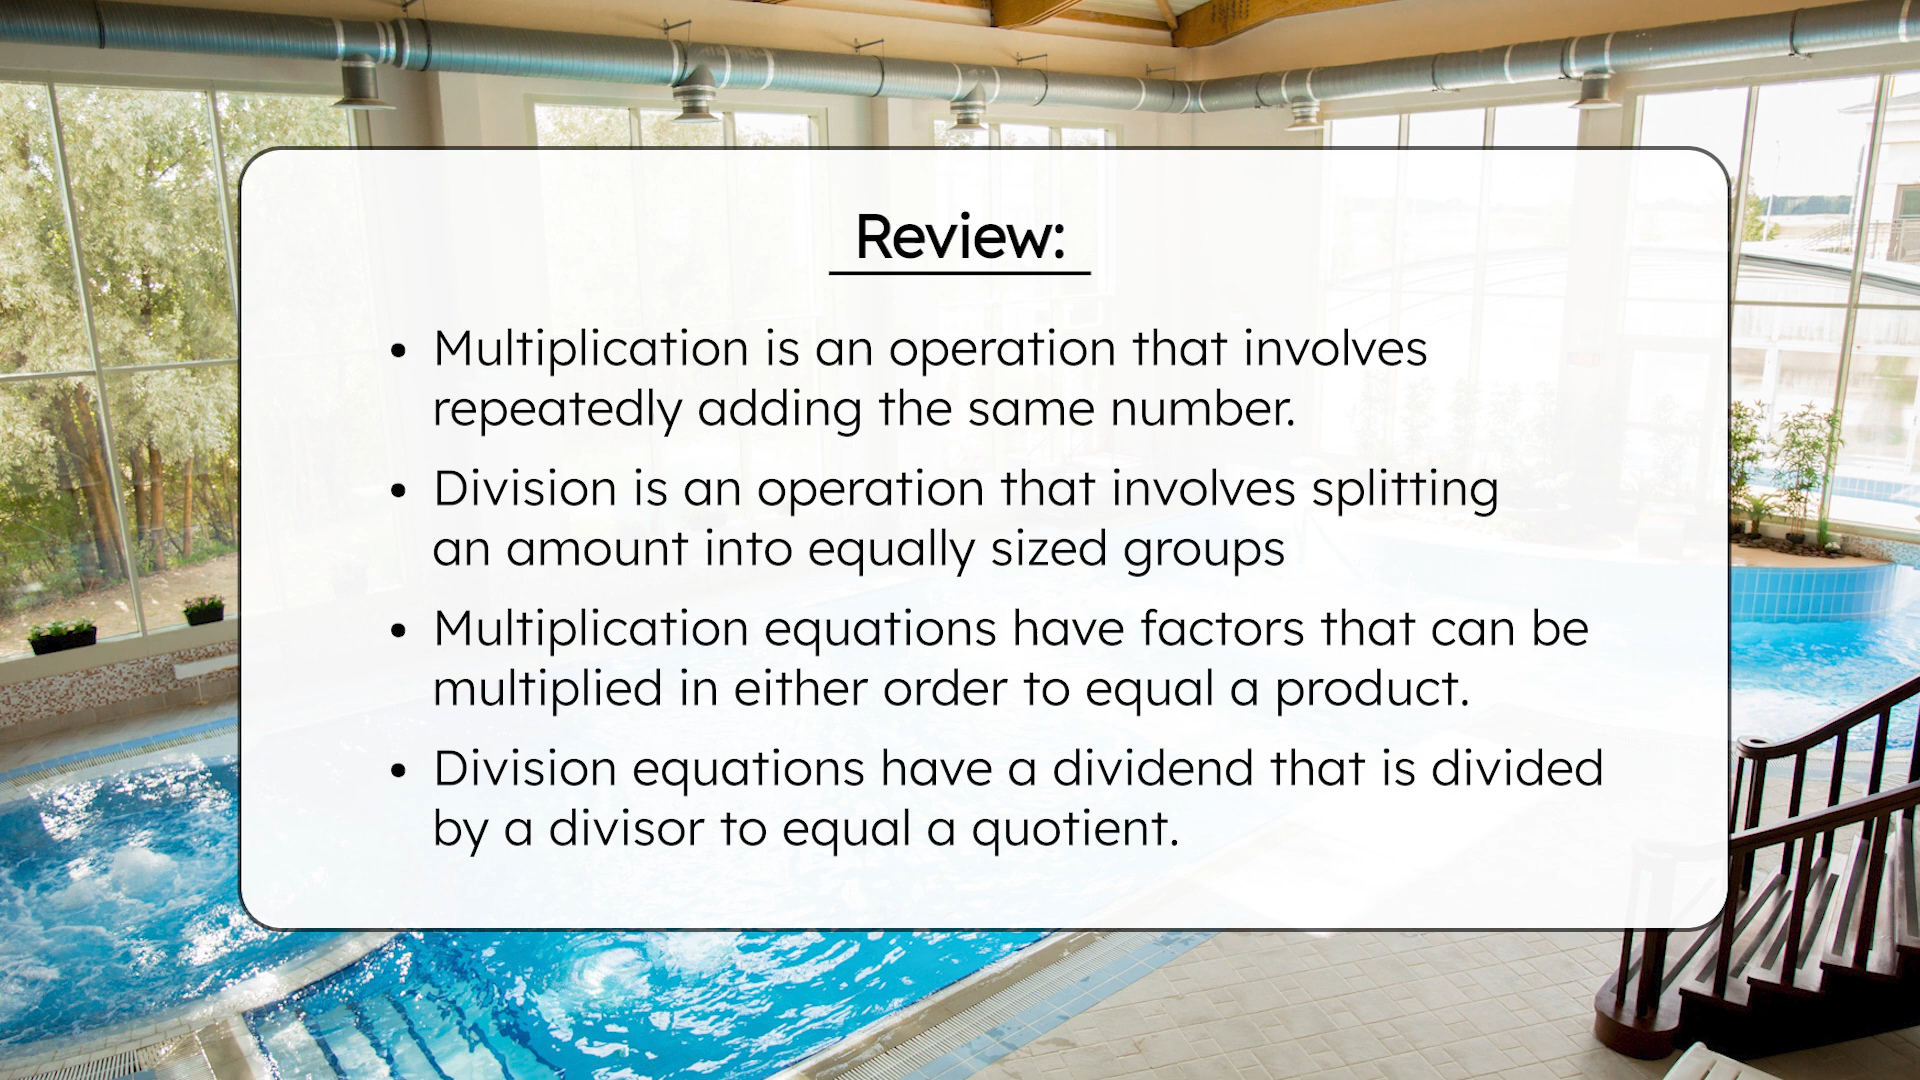 Review:
• Multiplication is an operation that involves
repeatedly adding the same number.
• Division is an operation that involves splitting
an amount into equally sized groups
• Multiplication equations have factors that can be
multiplied in either order to equal a product.
• Division equations have a dividend that is divided
by a divisor to equal a quotient.